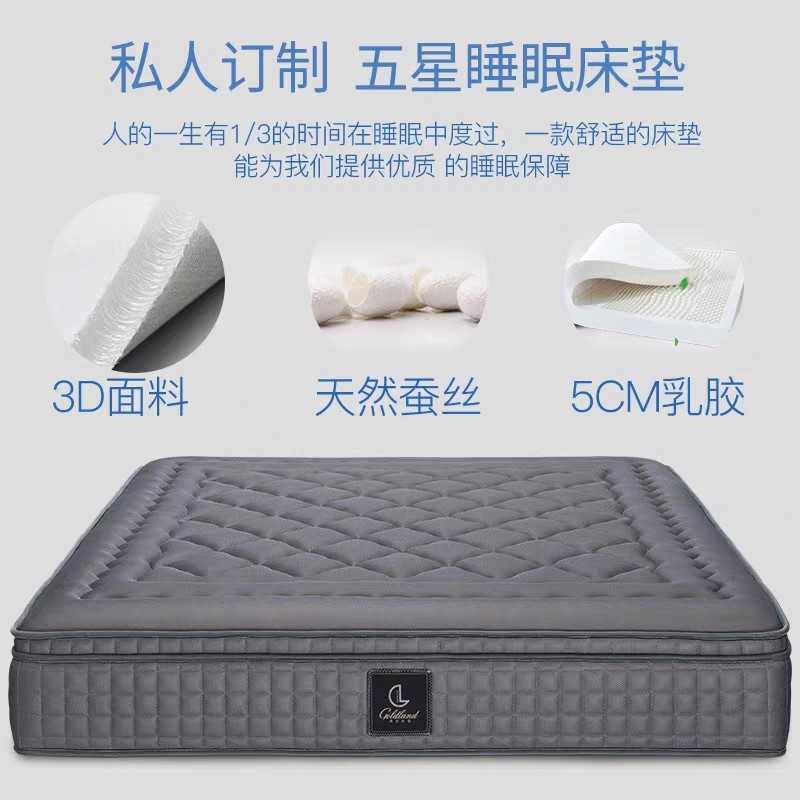 私人订制 五星睡眠床垫
人的一生有1/3的时间在睡眠中度过，一款舒适的床垫
能为我们提供优质 的睡眠保障
3D面料
天然蚕丝
5CM乳胶
Goldland